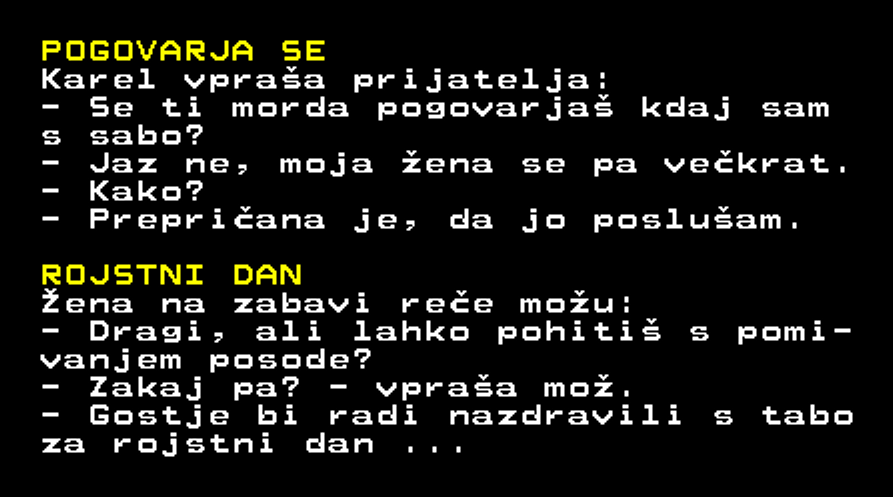 POGOVARJA SE
Karel vpraša prijatelja:
- Se ti morda pogovarjaš kdaj sam
s sabo?
- Jaz ne, moja žena se pa večkrat.
- Kako?
- Prepričana je, da jo poslušam.
ROJSTNI DAN
Žena na zabavi reče možu:
- Dragi, ali lahko pohitiš s pomi-
vanjem posode?
- Zakaj pa? - vpraša mož.
- Gostje bi radi nazdravili s tabo
za rojstni dan ...